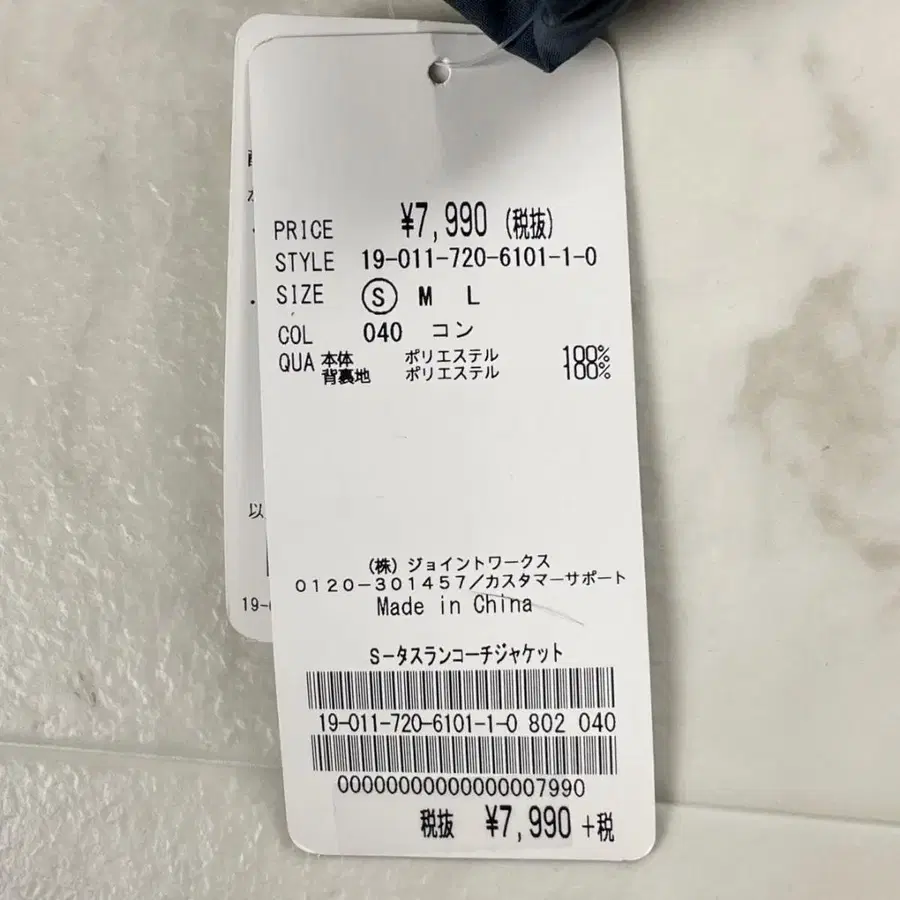 PRICE ¥7,990 (税抜)
STYLE 19-011-720-6101-1-0
SIZE Ⓢ M L
COL 040 コン
QUA 本体 ポリエステル 100%
背裏地 ポリエステル 100%
(株)ジョイントワークス
0120-301457/カスタマーサポート
Made in China
S-タスランコーチジャケット
19-011-720-6101-1-0 802 040
00000000000000007990
税抜 ¥7,990 +税
以
19-